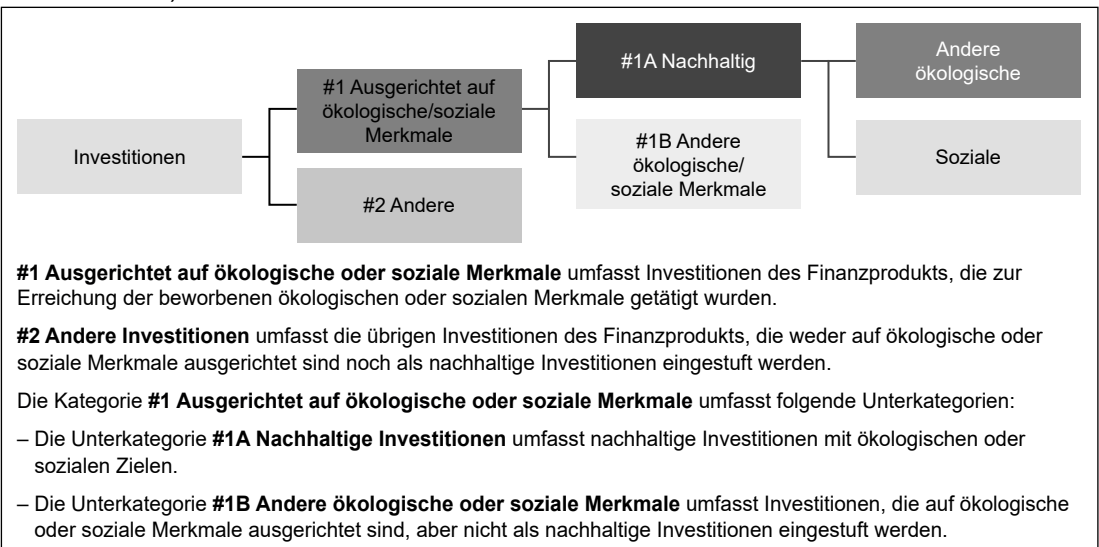 Investitionen
#1 Ausgerichtet auf
ökologische/soziale
Merkmale
#2 Andere
#1A Nachhaltig
#1B Andere
ökologische/
soziale Merkmale
Andere
ökologische
Soziale
#1 Ausgerichtet auf ökologische oder soziale Merkmale umfasst Investitionen des Finanzprodukts, die zur
Erreichung der beworbenen ökologischen oder sozialen Merkmale getätigt wurden.
#2 Andere Investitionen umfasst die übrigen Investitionen des Finanzprodukts, die weder auf ökologische oder
soziale Merkmale ausgerichtet sind noch als nachhaltige Investitionen eingestuft werden.
Die Kategorie #1 Ausgerichtet auf ökologische oder soziale Merkmale umfasst folgende Unterkategorien:
– Die Unterkategorie #1A Nachhaltige Investitionen umfasst nachhaltige Investitionen mit ökologischen oder
sozialen Zielen.
– Die Unterkategorie #1B Andere ökologische oder soziale Merkmale umfasst Investitionen, die auf ökologische
oder soziale Merkmale ausgerichtet sind, aber nicht als nachhaltige Investitionen eingestuft werden.